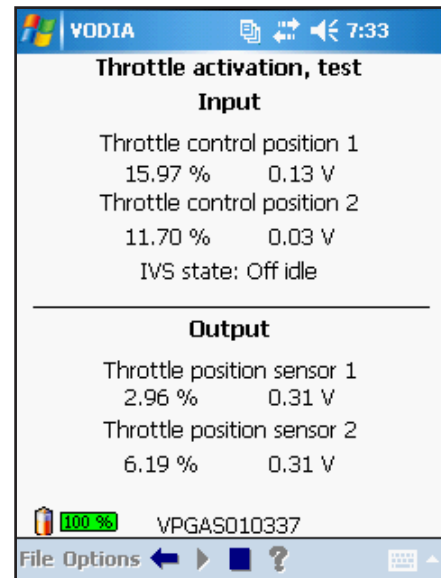 VODIA 7:33
Throttle activation, test
Input
Throttle control position 1
15.97 % 0.13 V
Throttle control position 2
11.70 % 0.03 V
IVS state: Off idle
Output
Throttle position sensor 1
2.96 % 0.31 V
Throttle position sensor 2
6.19 % 0.31 V
100 % VPGAS010337
File Options ?